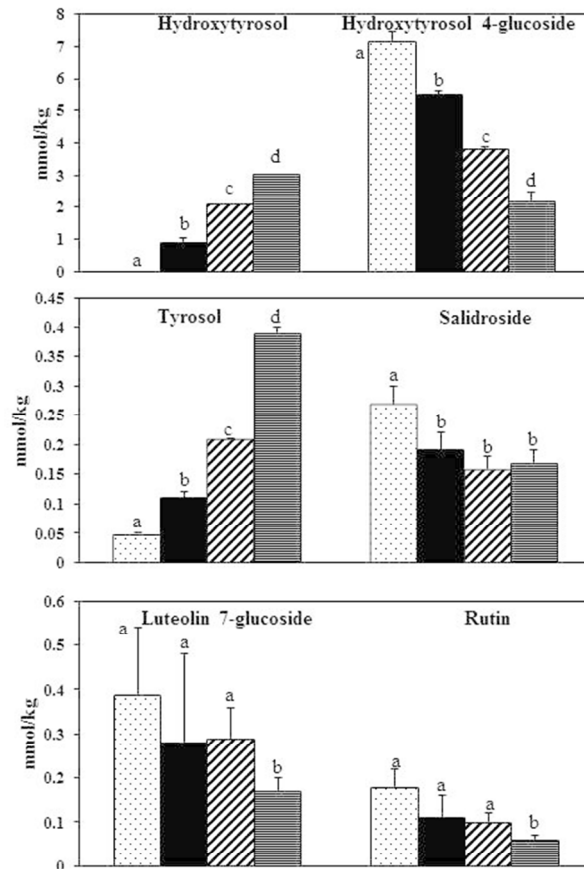 Hydroxytyrosol Hydroxytyrosol 4-glucoside
mmol/kg
8
7
6
5
4
3
2
1
0
a b c d
a b c d
Tyrosol Salidroside
mmol/kg
0.45
0.4
0.35
0.3
0.25
0.2
0.15
0.1
0.05
0
a b c d
a b b b
Luteolin 7-glucoside Rutin
mmol/kg
0.6
0.5
0.4
0.3
0.2
0.1
0
a a a b
a a a b